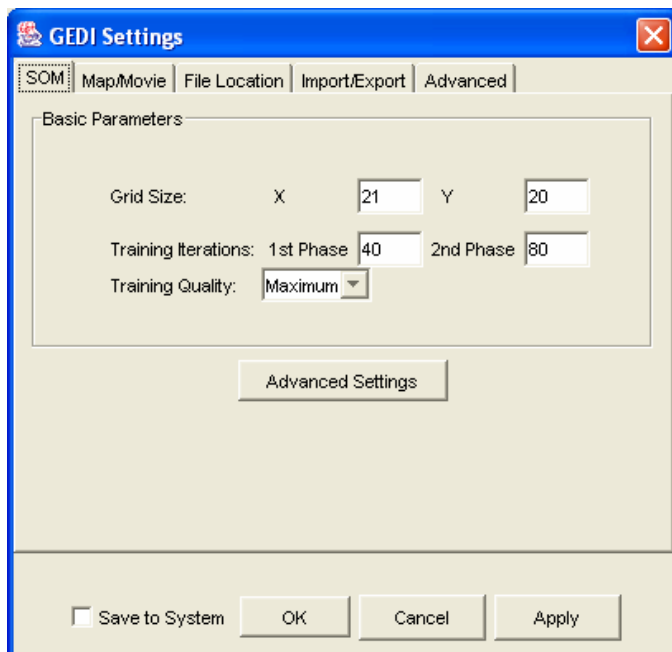 GEDI Settings
SOM Map/Movie File Location Import/Export Advanced
Basic Parameters
Grid Size: X 21 Y 20
Training Iterations: 1st Phase 40 2nd Phase 80
Training Quality: Maximum
Advanced Settings
Save to System OK Cancel Apply